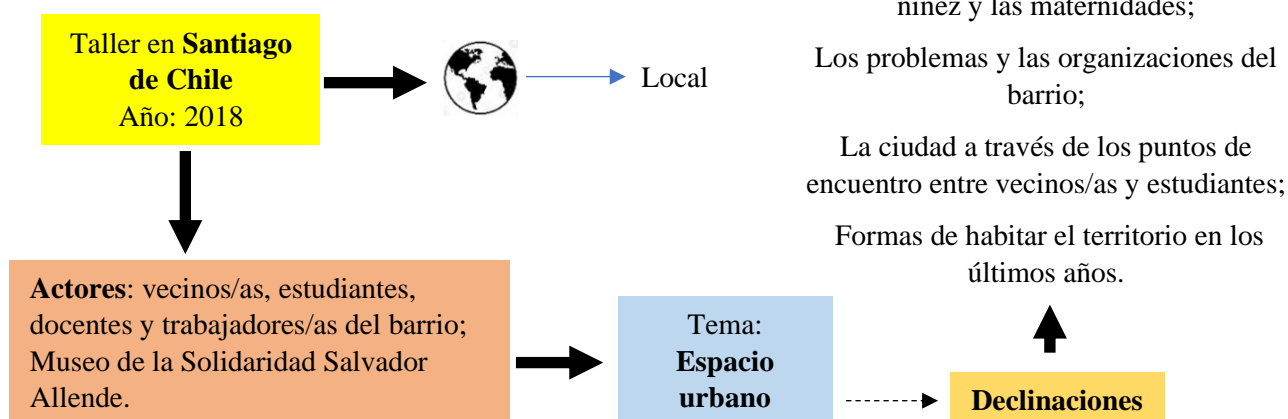 Taller en Santiago
de Chile
Año: 2018
Local
niñez y las maternidades;
Los problemas y las organizaciones del
barrio;
La ciudad a través de los puntos de
encuentro entre vecinos/as y estudiantes;
Formas de habitar el territorio en los
últimos años.
Actores: vecinos/as, estudiantes,
docentes y trabajadores/as del barrio;
Museo de la Solidaridad Salvador
Allende.
Tema:
Espacio
urbano
Declinaciones